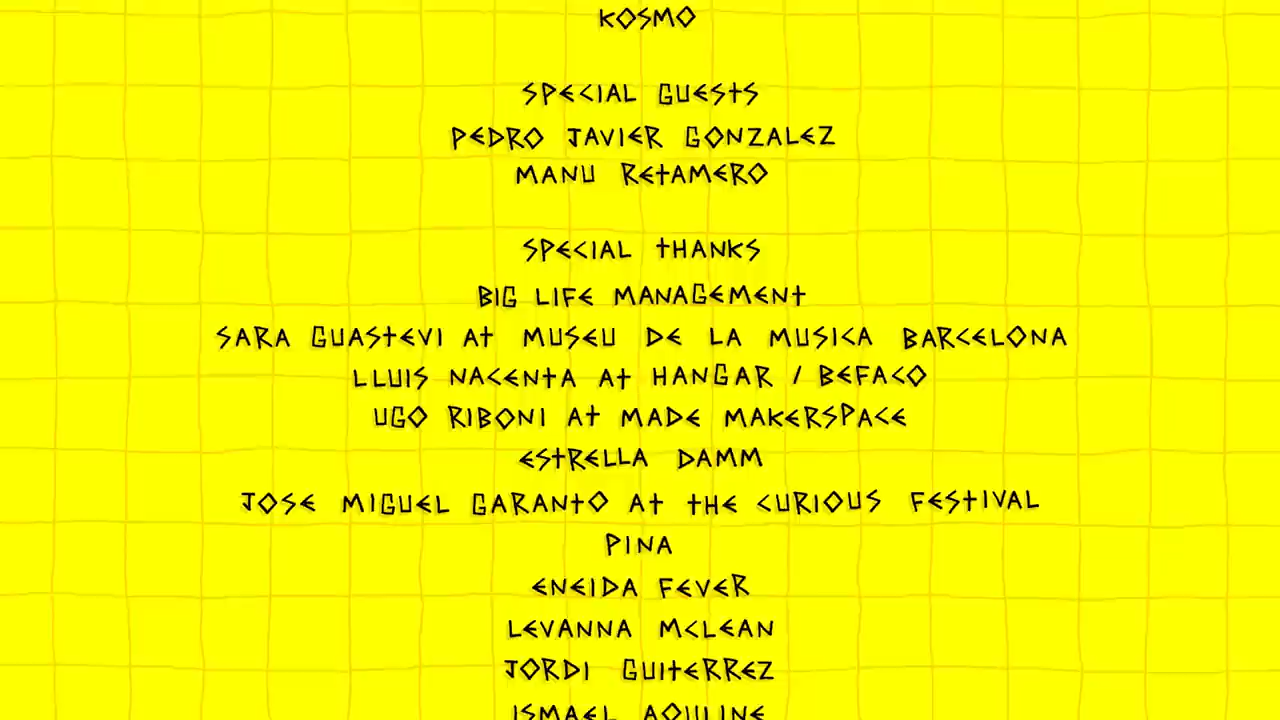 KOSMO
SPECIAL GUESTS
PEDRO JAVIER GONZALEZ
MANU RETAMERO
SPECIAL THANKS
BIG LIFE MANAGEMENT
SARA GUASTEVI AT MUSEU DE LA MUSICA BARCELONA
LLUIS NACENTA AT HANGAR / BEFACO
UGO RIBONI AT MADE MAKERSPACE
ESTRELLA DAMM
JOSE MIGUEL GARANTO AT THE CURIOUS FESTIVAL
PINA
ENEIDA FEVER
LEVANNA MCLEAN
JORDI GUITERREZ
ISMAEL